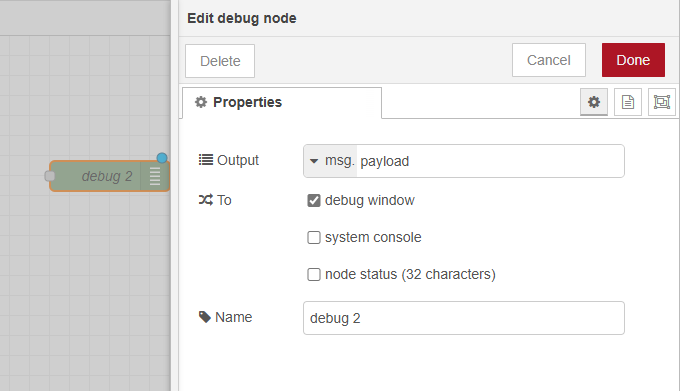 Edit debug node
Delete
Cancel
Done
Properties
debug 2
Output
msg. payload
To
debug window
system console
node status (32 characters)
Name
debug 2